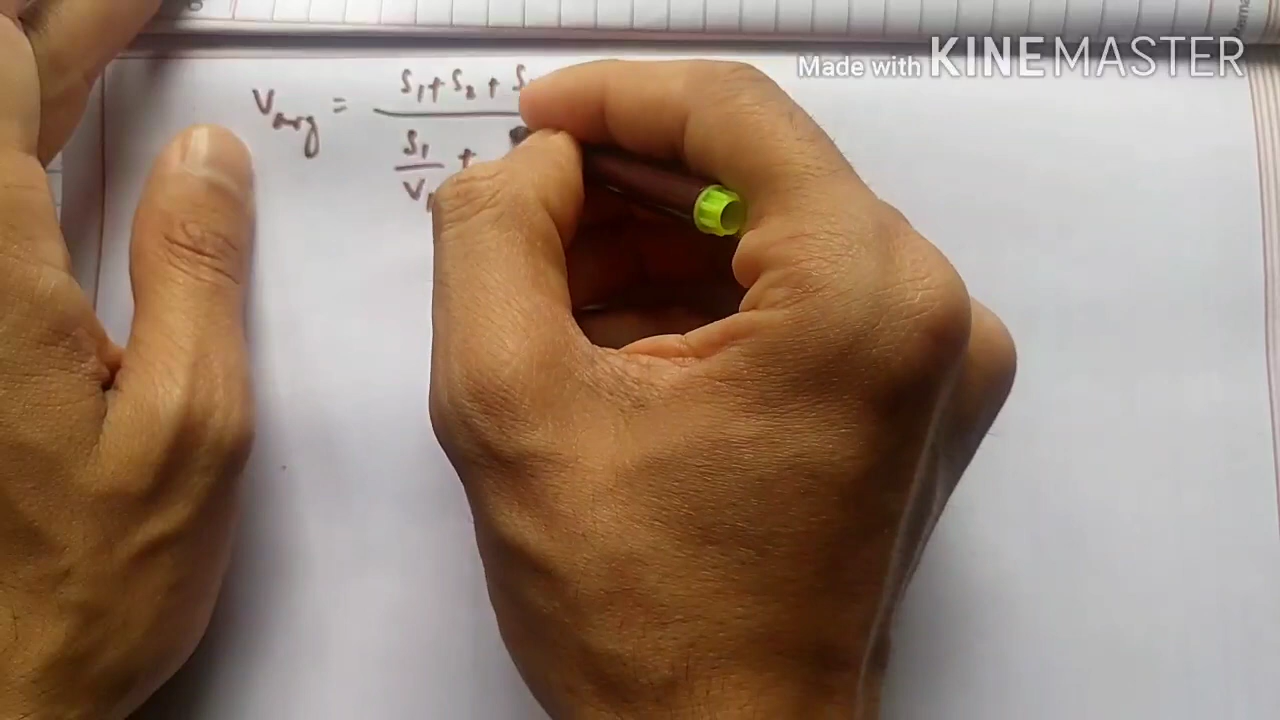 Made with KINEMASTER
Vavg = S1 + S2 + S
S1 +
V1